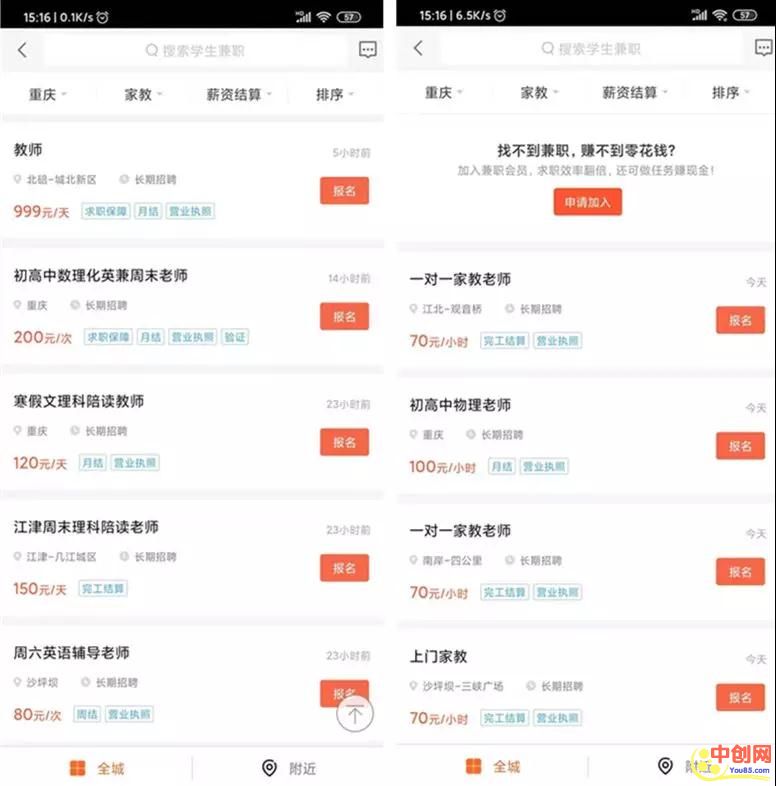 15:16 | 0.1K/s
HD
57
搜索学生兼职
重庆
家教
薪资结算
排序
教师
5小时前
北碚-城北新区
长期招聘
报名
999元/天
求职保障
月结
营业执照
初高中数理化英兼周末老师
14小时前
重庆
长期招聘
报名
200元/次
求职保障
月结
营业执照
验证
寒假文理科陪读教师
23小时前
重庆
长期招聘
报名
120元/天
月结
营业执照
江津周末理科陪读老师
23小时前
江津-几江城区
长期招聘
报名
150元/天
完工结算
周六英语辅导老师
23小时前
沙坪坝
长期招聘
报名
80元/次
周结
营业执照
全城
附近
15:16 | 6.5K/s
HD
57
搜索学生兼职
重庆
家教
薪资结算
排序
找不到兼职，赚不到零花钱？
加入兼职会员，求职效率翻倍，还可做任务赚现金！
申请加入
一对一家教老师
今天
江北-观音桥
长期招聘
报名
70元/小时
完工结算
营业执照
初高中物理老师
今天
重庆
长期招聘
报名
100元/小时
月结
营业执照
一对一家教老师
今天
南岸-四公里
长期招聘
报名
70元/小时
完工结算
营业执照
上门家教
今天
沙坪坝-三峡广场
长期招聘
报名
70元/小时
完工结算
营业执照
全城
附近
中创网
You85.com